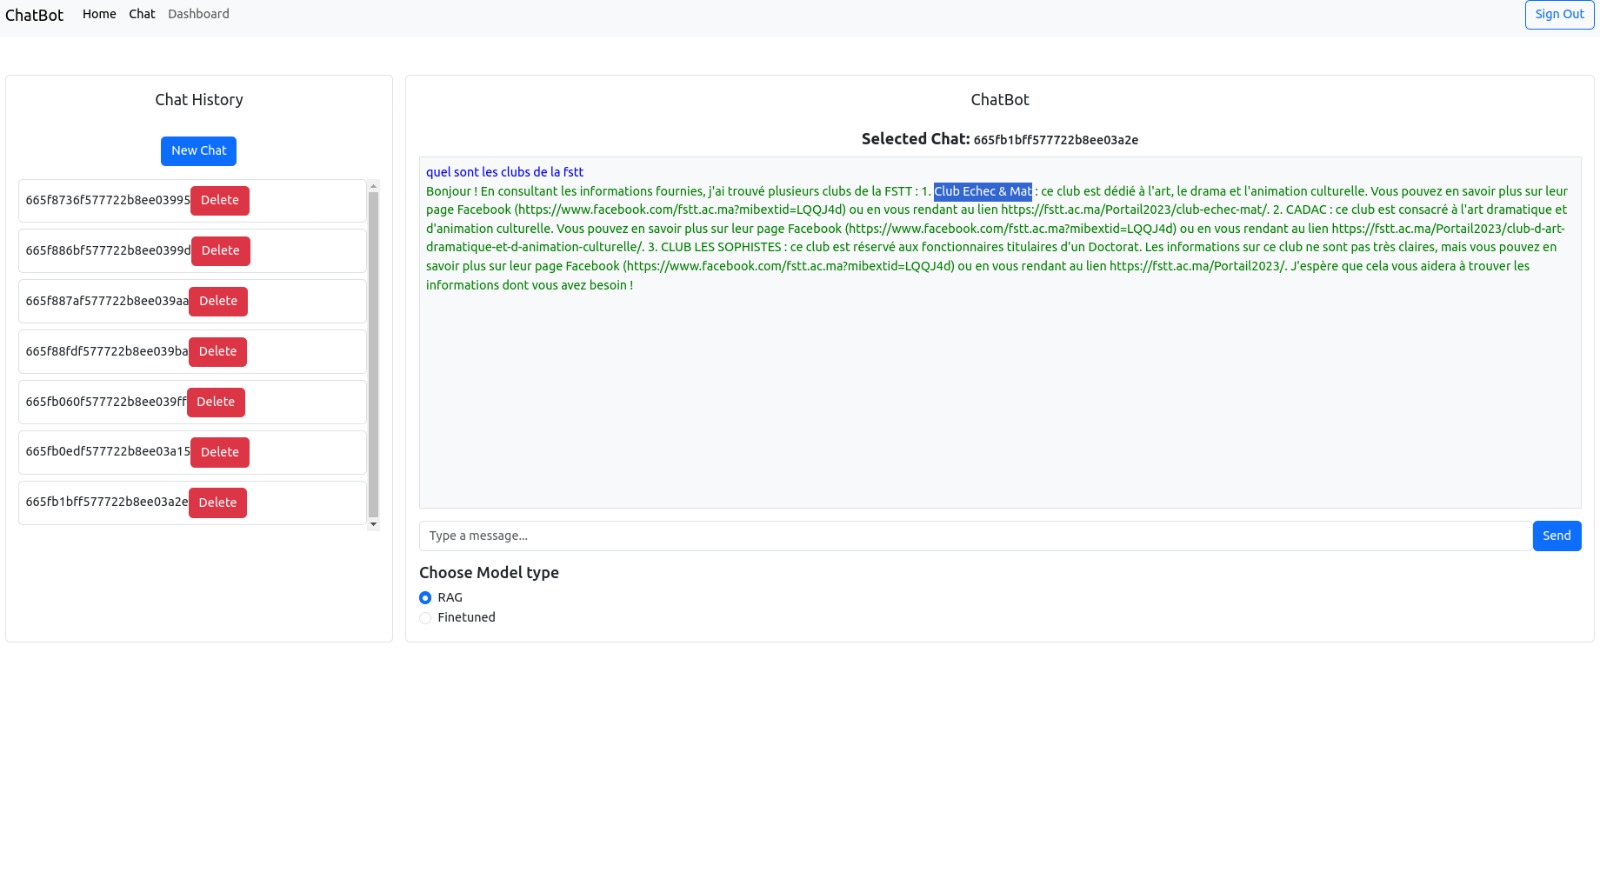 ChatBot Home Chat Dashboard Sign Out
Chat History
New Chat
665f8736f577722b8ee03995 Delete
665f886bf577722b8ee0399d Delete
665f887af577722b8ee039aa Delete
665f88fdf577722b8ee039ba Delete
665fb060f577722b8ee039ff Delete
665fb0edf577722b8ee03a15 Delete
665fb1bff577722b8ee03a2e Delete
ChatBot
Selected Chat: 665fb1bff577722b8ee03a2e
quel sont les clubs de la fstt
Bonjour ! En consultant les informations fournies, j'ai trouvé plusieurs clubs de la FSTT : 1. Club Echec & Mat : ce club est dédié à l'art, le drama et l'animation culturelle. Vous pouvez en savoir plus sur leur
page Facebook (https://www.facebook.com/fstt.ac.ma?mibextid=LQQJ4d) ou en vous rendant au lien https://fstt.ac.ma/Portail2023/club-echec-mat/. 2. CADAC : ce club est consacré à l'art dramatique et
d'animation culturelle. Vous pouvez en savoir plus sur leur page Facebook (https://www.facebook.com/fstt.ac.ma?mibextid=LQQJ4d) ou en vous rendant au lien https://fstt.ac.ma/Portail2023/club-d-art-
dramatique-et-d-animation-culturelle/. 3. CLUB LES SOPHISTES : ce club est réservé aux fonctionnaires titulaires d'un Doctorat. Les informations sur ce club ne sont pas très claires, mais vous pouvez en
savoir plus sur leur page Facebook (https://www.facebook.com/fstt.ac.ma?mibextid=LQQJ4d) ou en vous rendant au lien https://fstt.ac.ma/Portail2023/. J'espère que cela vous aidera à trouver les
informations dont vous avez besoin !
Type a message... Send
Choose Model type
RAG
Finetuned